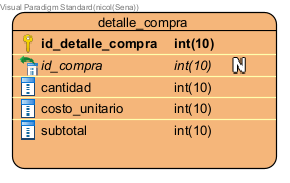 Visual Paradigm Standard(nicol(Sena))
detalle_compra
id_detalle_compra int(10)
id_compra int(10) N
cantidad int(10)
costo_unitario int(10)
subtotal int(10)